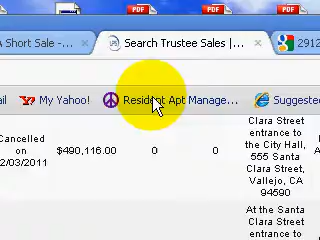 PDF PDF PDF
A Short Sale -... Search Trustee Sales |... 2912
ail My Yahoo! Resident Apt Manage... Suggested
Cancelled
on
2/03/2011
$490,116.00 0 0
Clara Street
entrance to
the City Hall,
555 Santa
Clara Street,
Vallejo, CA
94590
At the Santa
Clara Street
entrance to